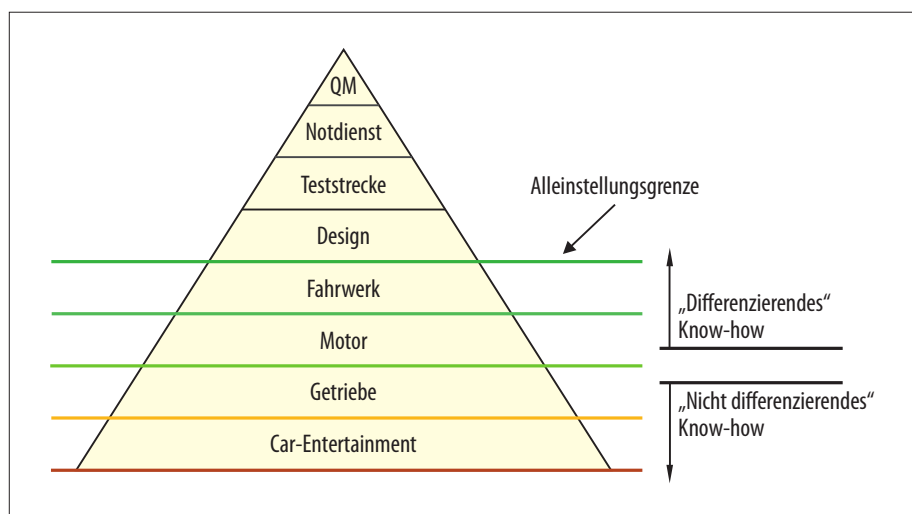 QM
Notdienst
Teststrecke
Alleinstellungsgrenze
Design
Fahrwerk
„Differenzierendes“
Know-how
Motor
Getriebe
„Nicht differenzierendes“
Know-how
Car-Entertainment